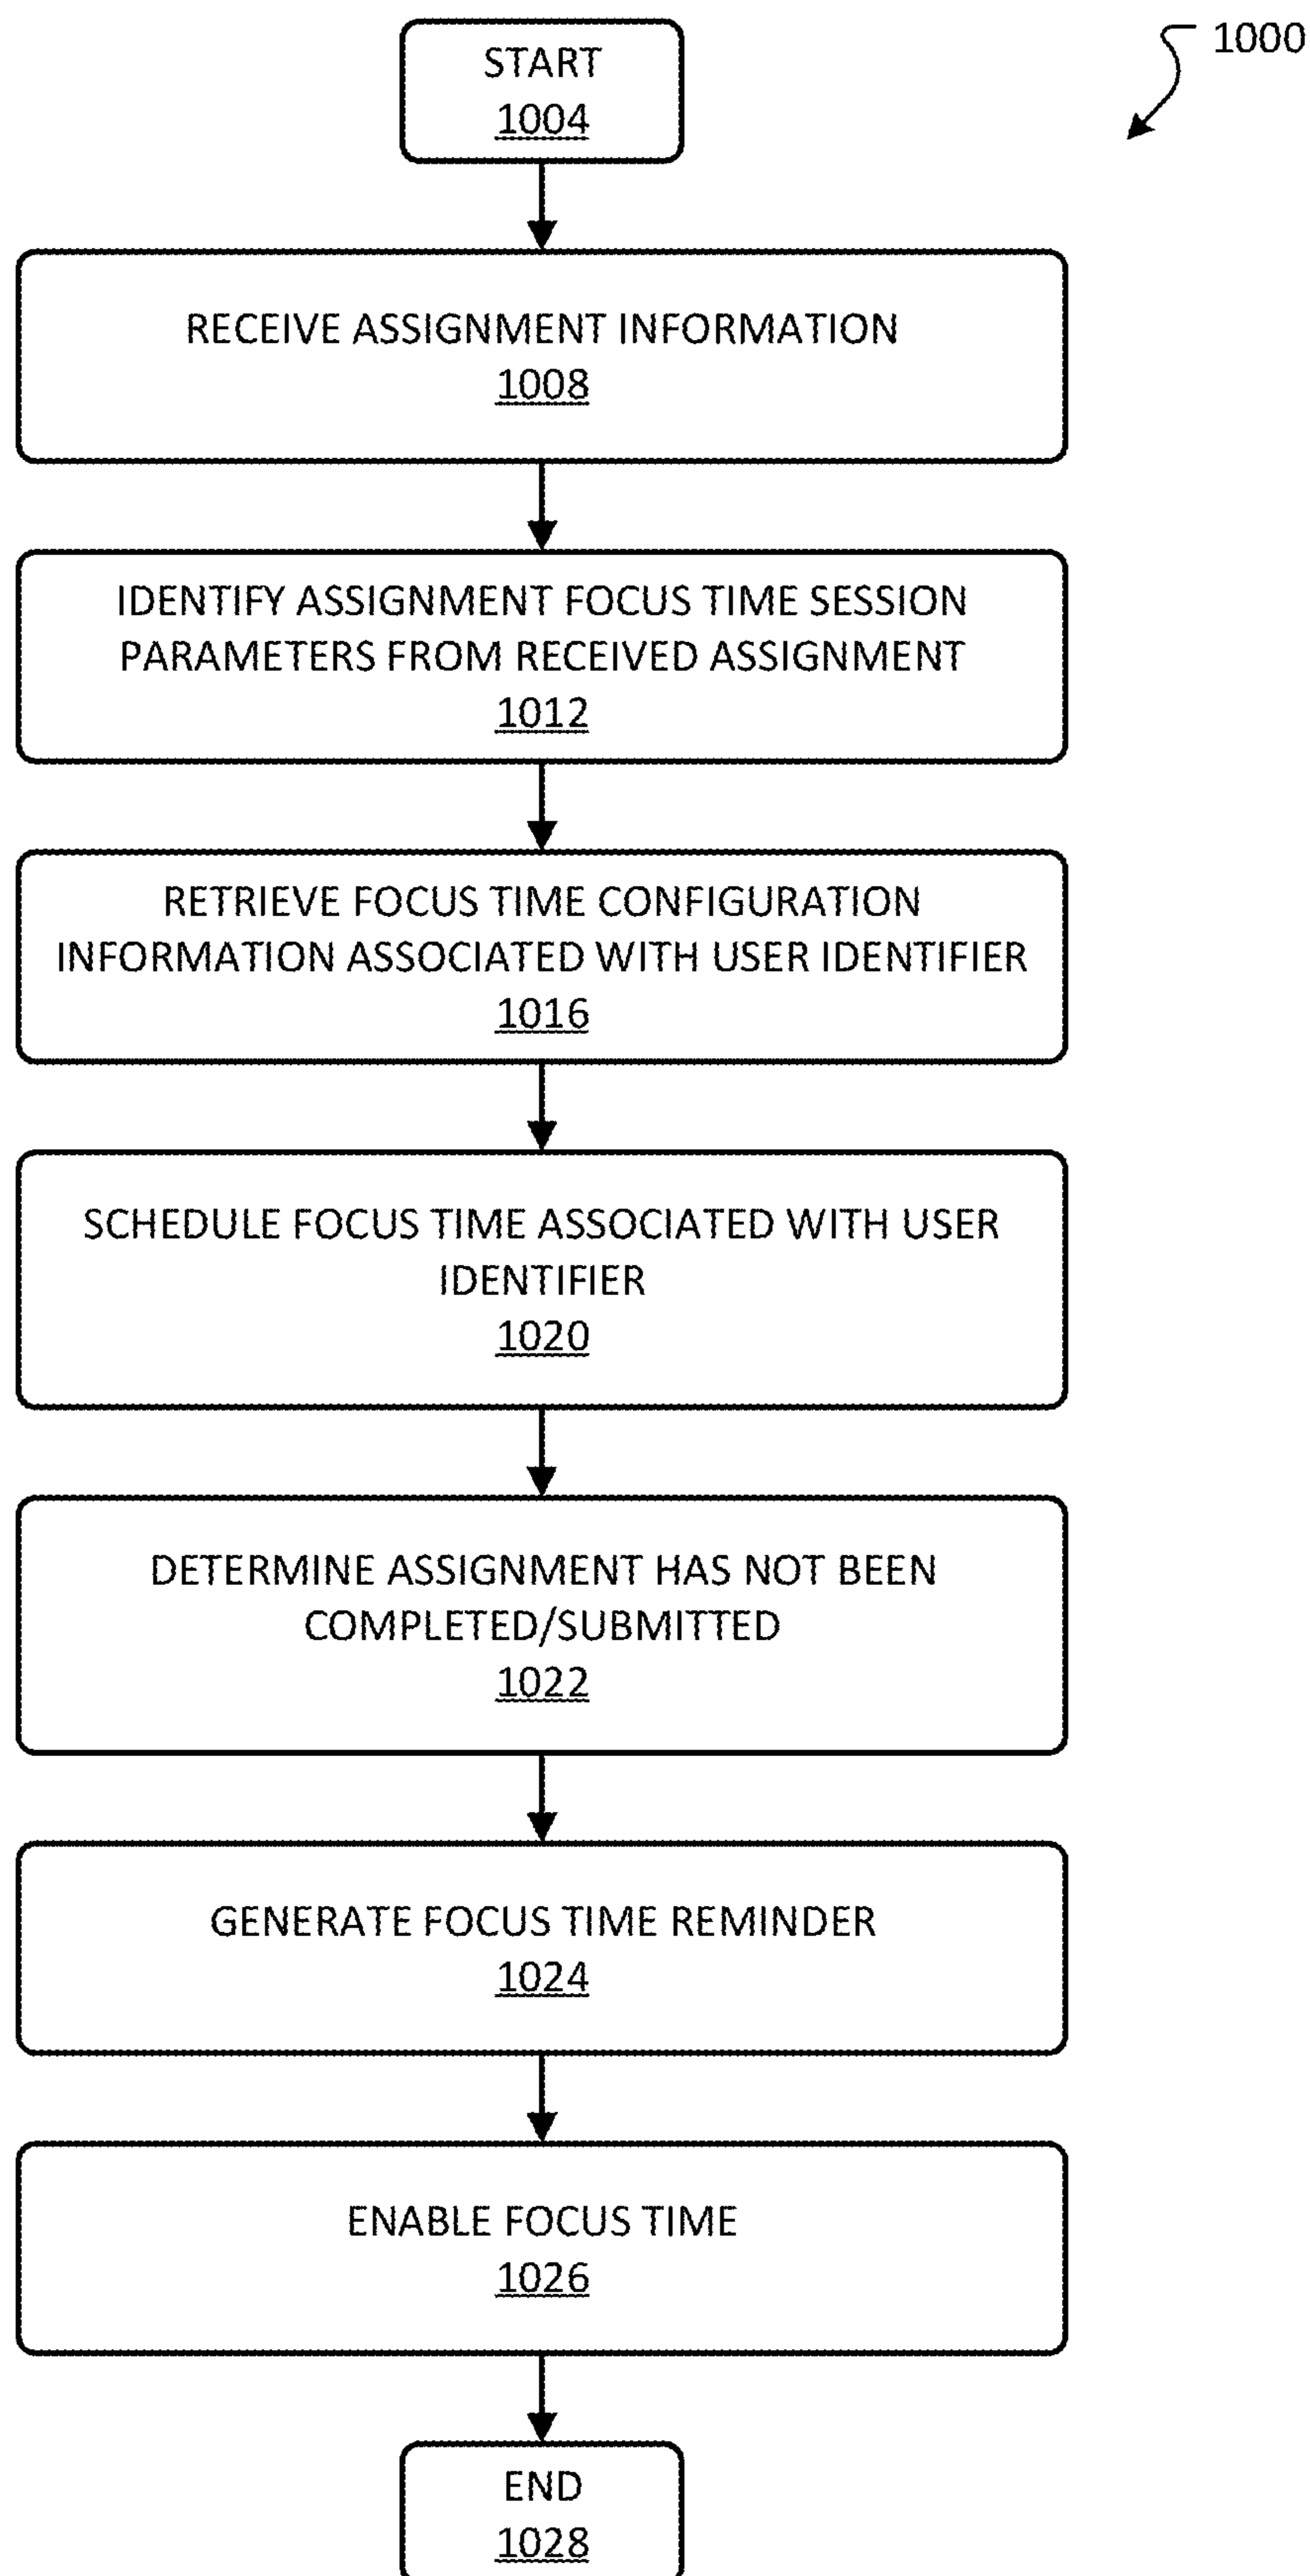 START
1004
1000
RECEIVE ASSIGNMENT INFORMATION
1008
IDENTIFY ASSIGNMENT FOCUS TIME SESSION
PARAMETERS FROM RECEIVED ASSIGNMENT
1012
RETRIEVE FOCUS TIME CONFIGURATION
INFORMATION ASSOCIATED WITH USER IDENTIFIER
1016
SCHEDULE FOCUS TIME ASSOCIATED WITH USER
IDENTIFIER
1020
DETERMINE ASSIGNMENT HAS NOT BEEN
COMPLETED/SUBMITTED
1022
GENERATE FOCUS TIME REMINDER
1024
ENABLE FOCUS TIME
1026
END
1028